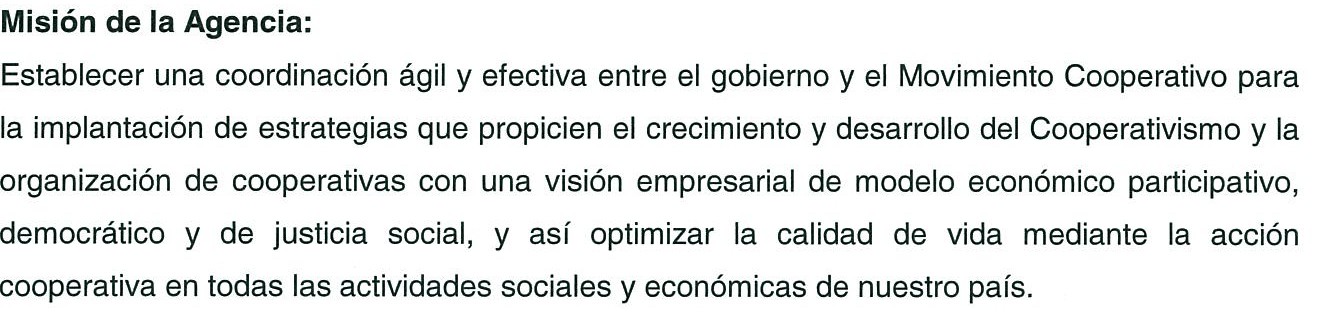 Misión de la Agencia:
Establecer una coordinación ágil y efectiva entre el gobierno y el Movimiento Cooperativo para
la implantación de estrategias que propicien el crecimiento y desarrollo del Cooperativismo y la
organización de cooperativas con una visión empresarial de modelo económico participativo,
democrático y de justicia social, y así optimizar la calidad de vida mediante la acción
cooperativa en todas las actividades sociales y económicas de nuestro país.